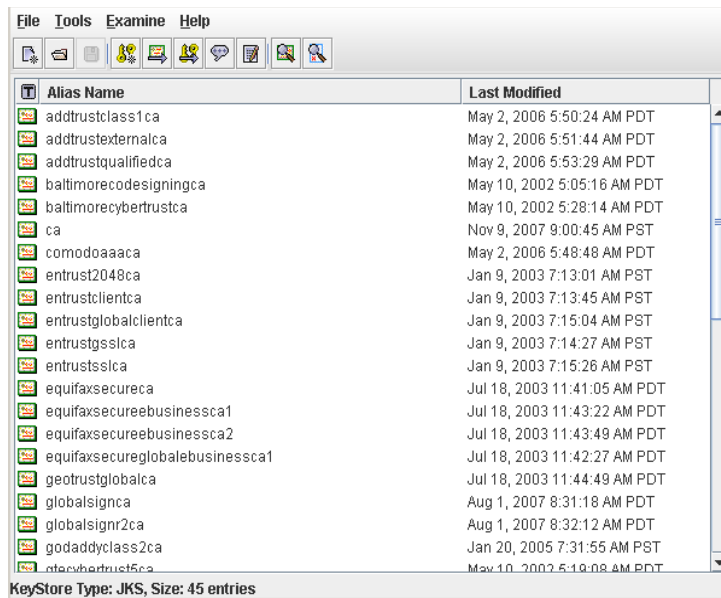 File Tools Examine Help
T Alias Name Last Modified
addtrustclass1ca May 2, 2006 5:50:24 AM PDT
addtrustexternalca May 2, 2006 5:51:44 AM PDT
addtrustqualifiedca May 2, 2006 5:53:29 AM PDT
baltimorecodesigningca May 10, 2002 5:05:16 AM PDT
baltimorecybertrustca May 10, 2002 5:28:14 AM PDT
ca Nov 9, 2007 9:00:45 AM PST
comodoaaaca May 2, 2006 5:48:48 AM PDT
entrust2048ca Jan 9, 2003 7:13:01 AM PST
entrustclientca Jan 9, 2003 7:13:45 AM PST
entrustglobalclientca Jan 9, 2003 7:15:04 AM PST
entrustgsslca Jan 9, 2003 7:14:27 AM PST
entrustsslca Jan 9, 2003 7:15:26 AM PST
equifaxsecureca Jul 18, 2003 11:41:05 AM PDT
equifaxsecureebusinessca1 Jul 18, 2003 11:43:22 AM PDT
equifaxsecureebusinessca2 Jul 18, 2003 11:43:49 AM PDT
equifaxsecureglobalebusinessca1 Jul 18, 2003 11:42:27 AM PDT
geotrustglobalca Jul 18, 2003 11:44:49 AM PDT
globalsignca Aug 1, 2007 8:31:18 AM PDT
globalsignr2ca Aug 1, 2007 8:32:12 AM PDT
godaddyclass2ca Jan 20, 2005 7:31:55 AM PST
gtecybertrust5ca May 10, 2002 5:19:08 AM PDT
KeyStore Type: JKS, Size: 45 entries